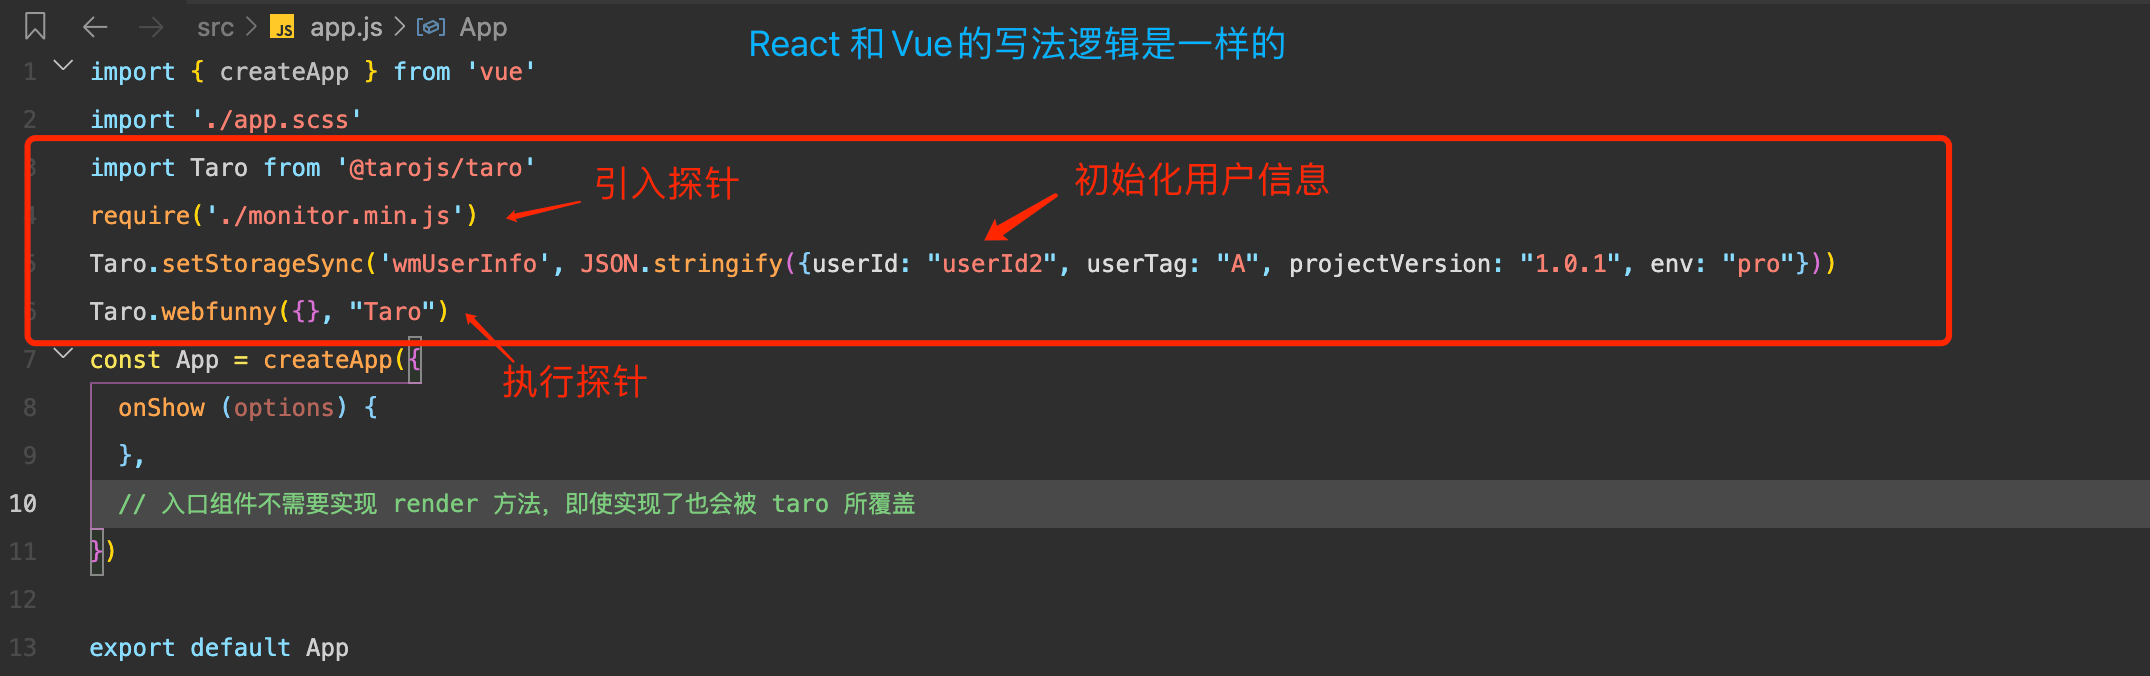 src > JS app.js > App
React 和 Vue 的写法逻辑是一样的
1 import { createApp } from 'vue'
2 import './app.scss'
3 import Taro from '@tarojs/taro'
引入探针
初始化用户信息
4 require('./monitor.min.js')
5 Taro.setStorageSync('wmUserInfo', JSON.stringify({userId: "userId2", userTag: "A", projectVersion: "1.0.1", env: "pro"}))
6 Taro.webfunny({}, "Taro")
7 const App = createApp({
执行探针
8 onShow (options) {
9 },
10 // 入口组件不需要实现 render 方法，即使实现了也会被 taro 所覆盖
11 })
12
13 export default App